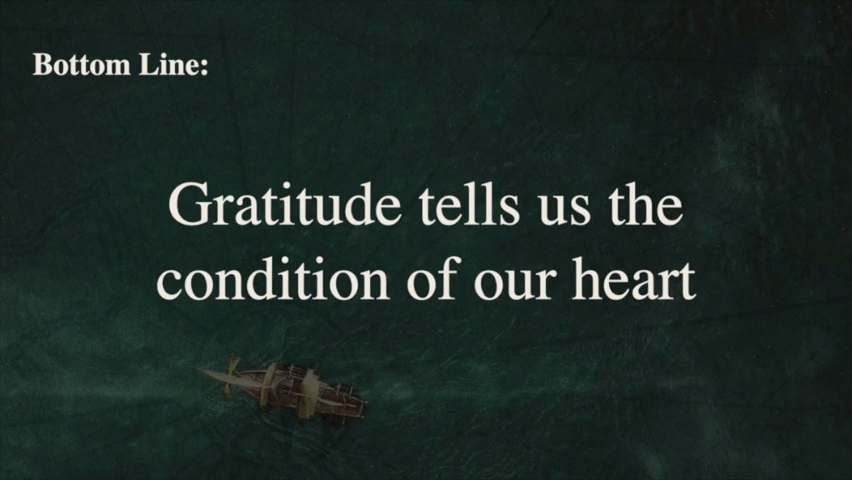 Bottom Line:
Gratitude tells us the
condition of our heart